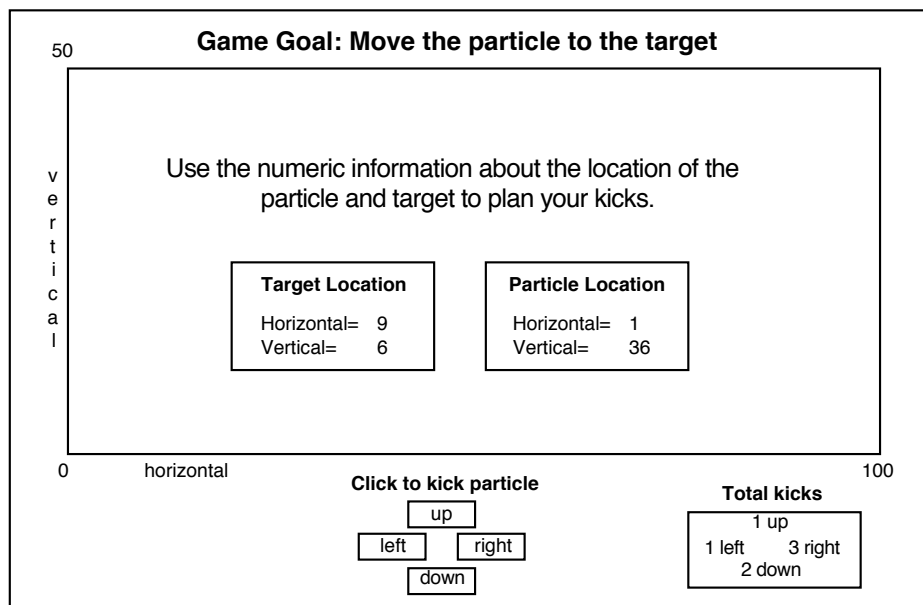 Game Goal: Move the particle to the target
50
vertical
Use the numeric information about the location of the
particle and target to plan your kicks.
Target Location
Horizontal= 9
Vertical= 6
Particle Location
Horizontal= 1
Vertical= 36
0 horizontal 100
Click to kick particle
up
left right
down
Total kicks
1 up
1 left 3 right
2 down